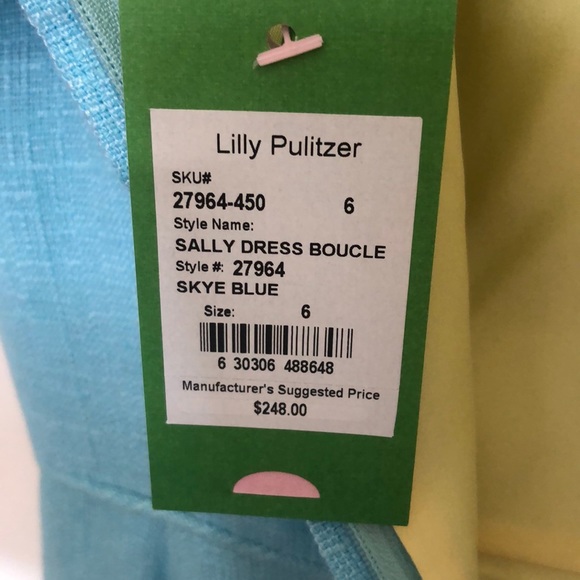 Lilly Pulitzer
SKU#
27964-450 6
Style Name:
SALLY DRESS BOUCLE
Style #: 27964
SKYE BLUE
Size: 6
6 30306 488648
Manufacturer's Suggested Price
$248.00